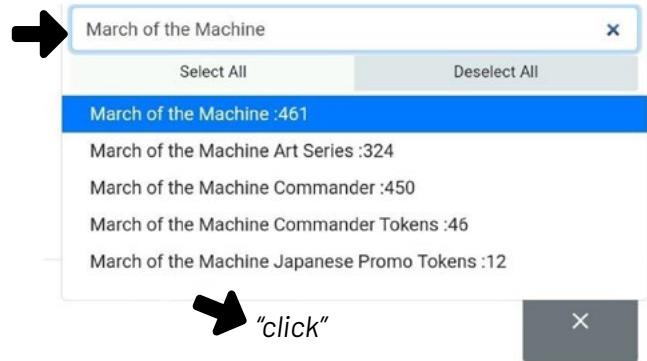 March of the Machine ×
Select All Deselect All
March of the Machine :461
March of the Machine Art Series :324
March of the Machine Commander :450
March of the Machine Commander Tokens :46
March of the Machine Japanese Promo Tokens :12
“click” ×